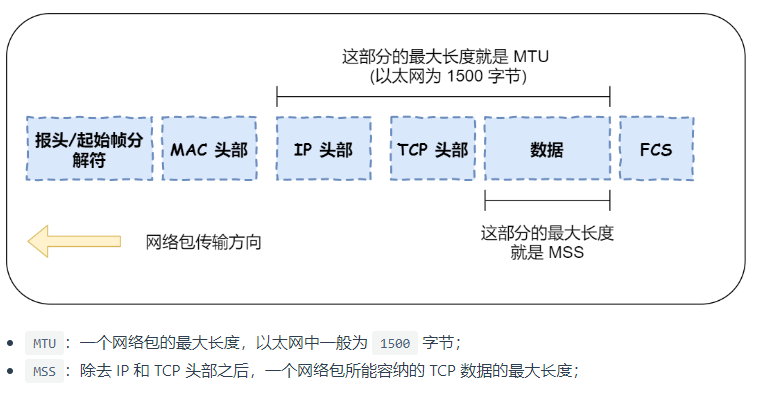 这部分的最大长度就是 MTU
(以太网为 1500 字节)
报头/起始帧分
解符
MAC 头部
IP 头部
TCP 头部
数据
FCS
这部分的最大长度
就是 MSS
网络包传输方向
MTU：一个网络包的最大长度，以太网中一般为 1500 字节；
MSS：除去 IP 和 TCP 头部之后，一个网络包所能容纳的 TCP 数据的最大长度；